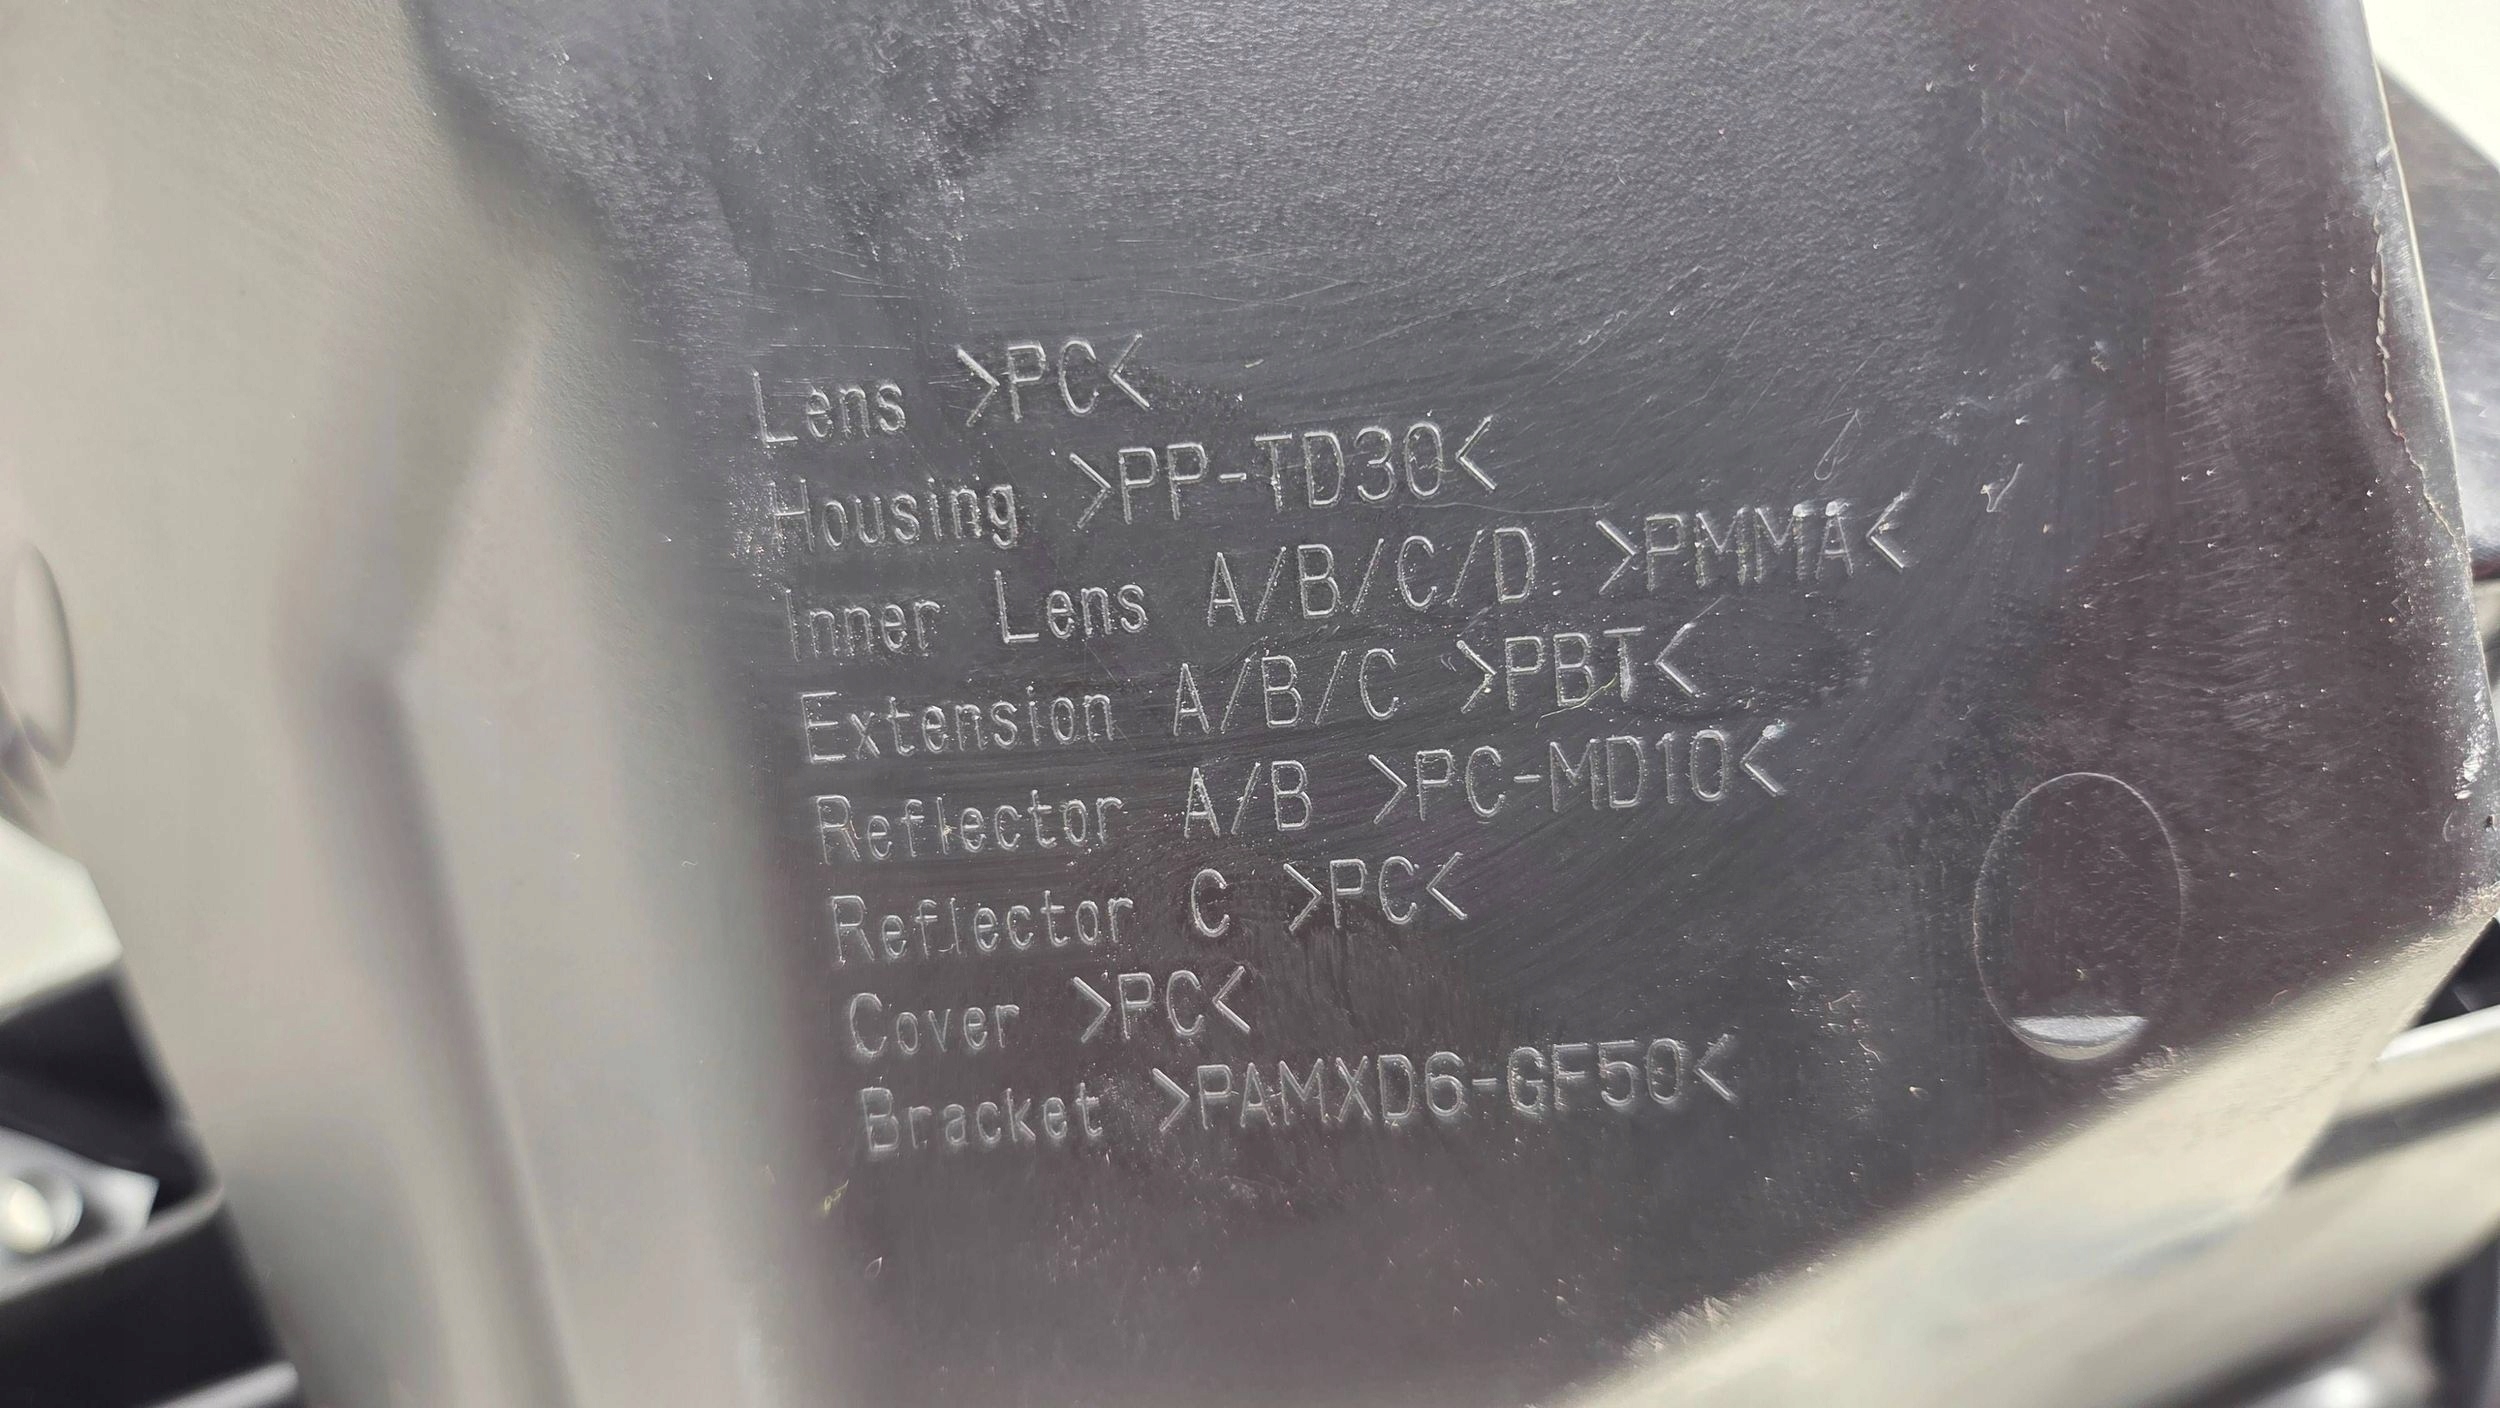 Lens >PC<
Housing >PP-TD30<
Inner Lens A/B/C/D >PMMA<
Extension A/B/C >PBT<
Reflector A/B >PC-MD10<
Reflector C >PC<
Cover >PC<
Bracket >PAMXD6-GF50<